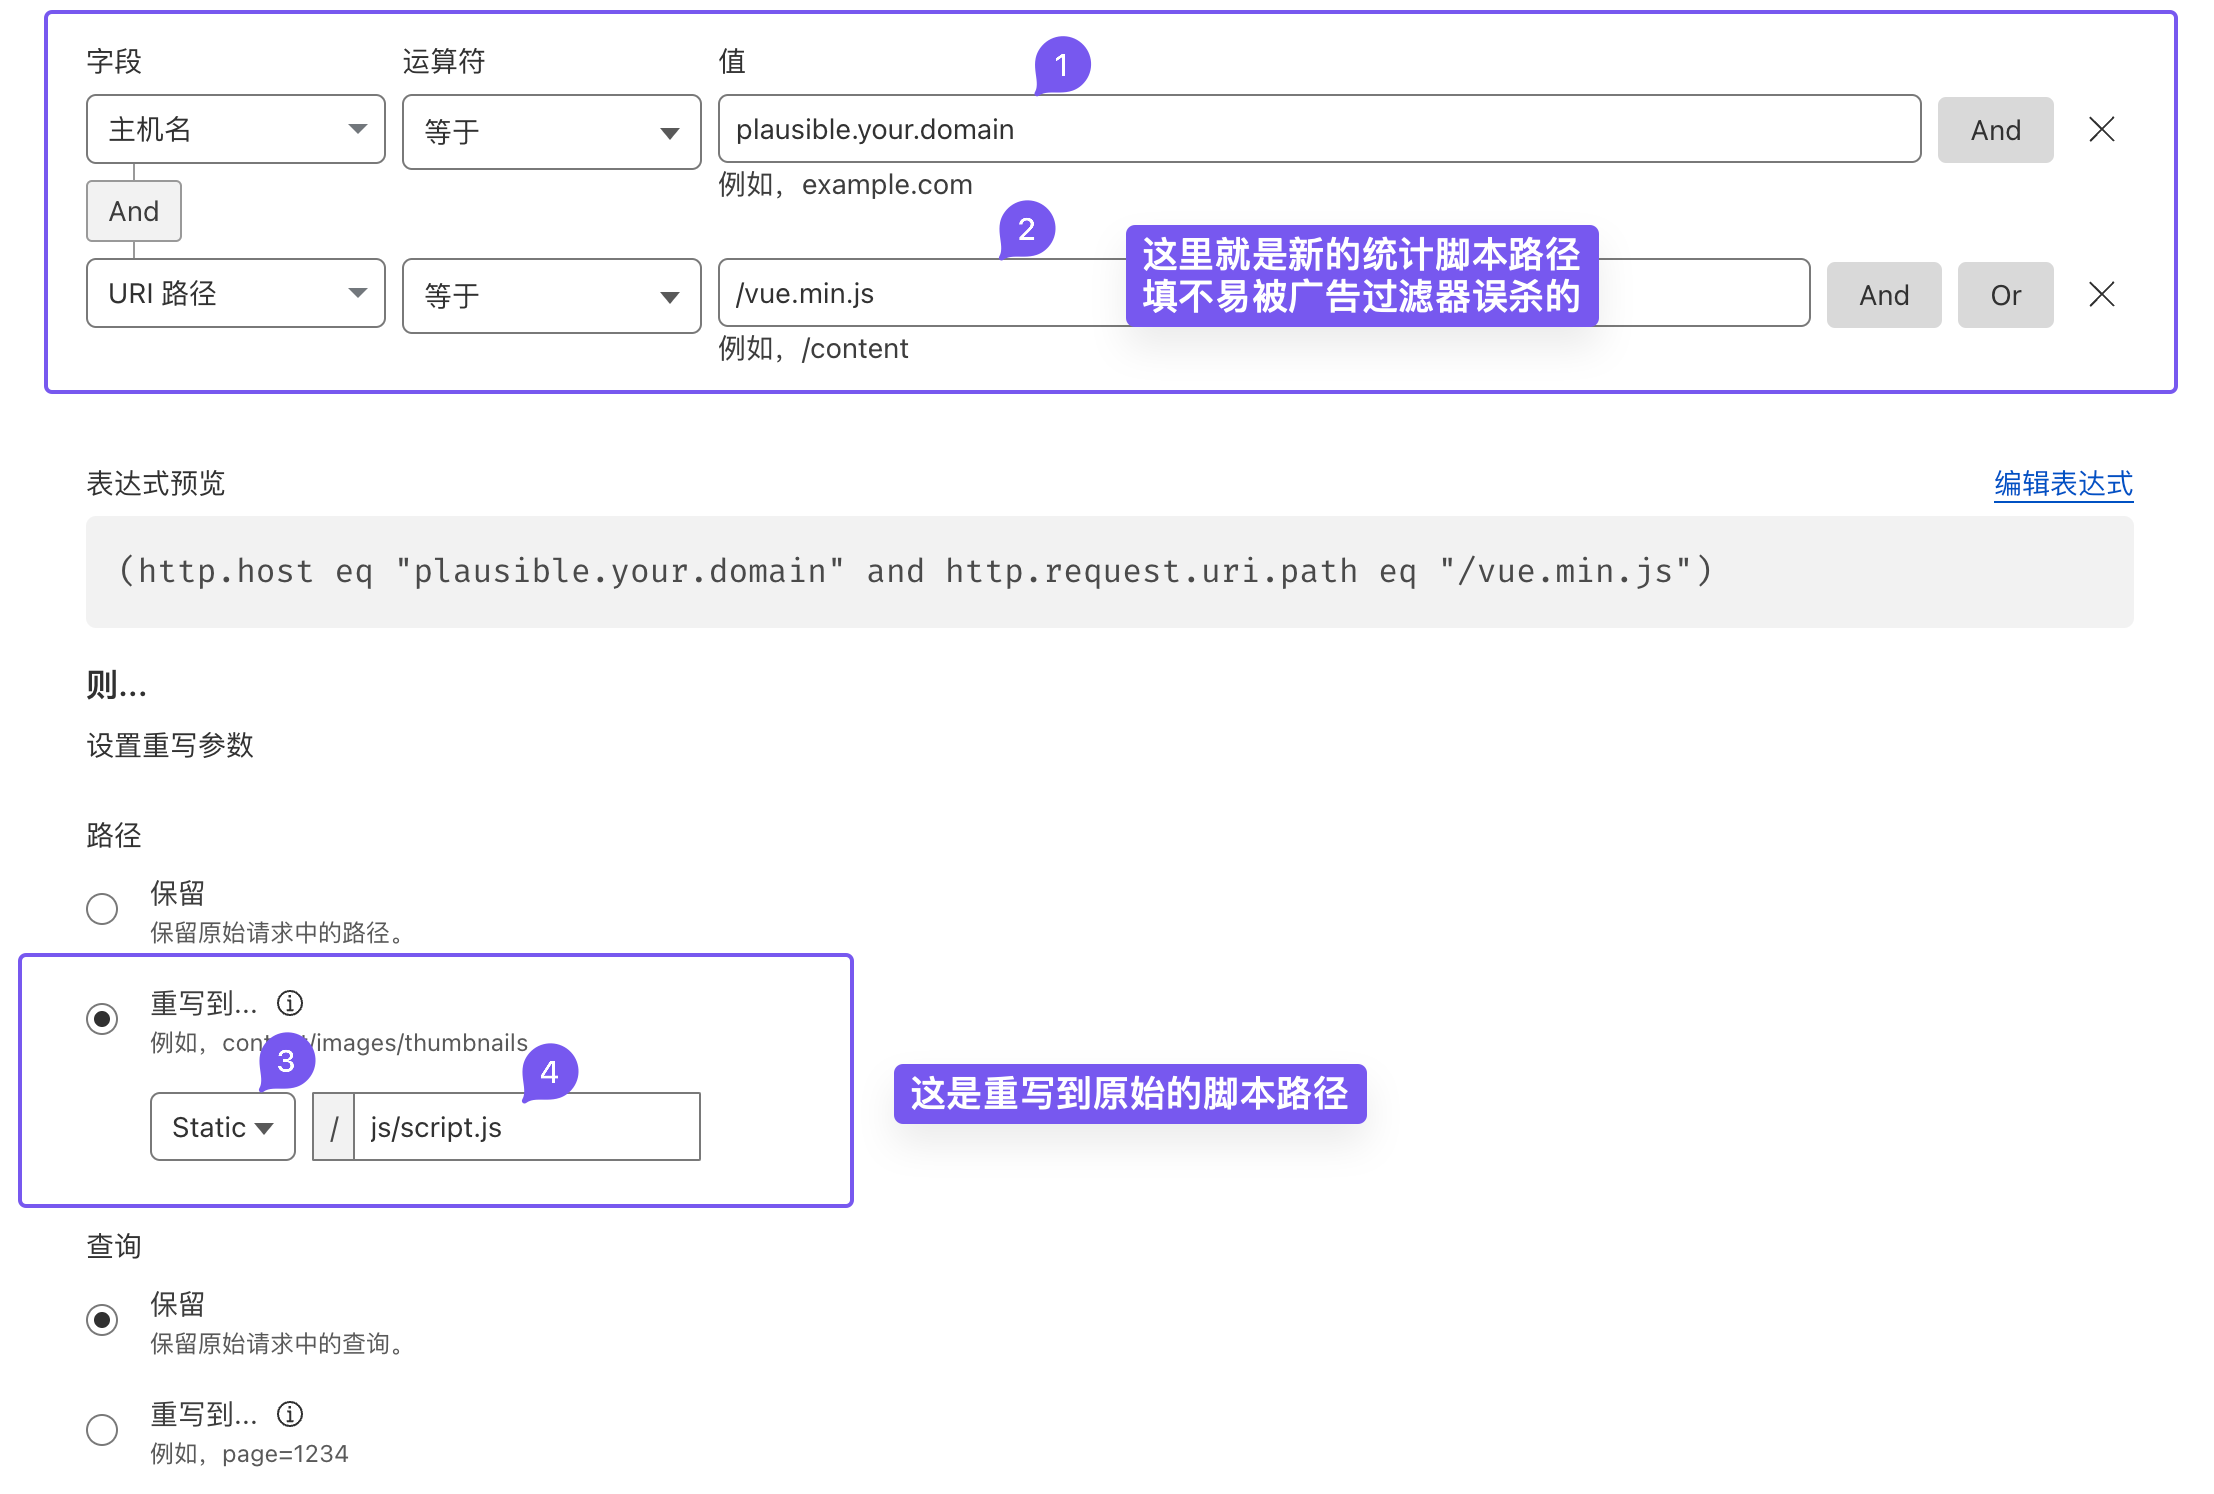 字段
运算符
值
1
主机名
等于
plausible.your.domain
And
例如，example.com
And
2
URI 路径
等于
/vue.min.js
这里就是新的统计脚本路径
填不易被广告过滤器误杀的
And
Or
例如，/content
表达式预览
编辑表达式
(http.host eq "plausible.your.domain" and http.request.uri.path eq "/vue.min.js")
则...
设置重写参数
路径
保留
保留原始请求中的路径。
重写到...
例如，content/images/thumbnails
3
4
Static
/
js/script.js
这是重写到原始的脚本路径
查询
保留
保留原始请求中的查询。
重写到...
例如，page=1234